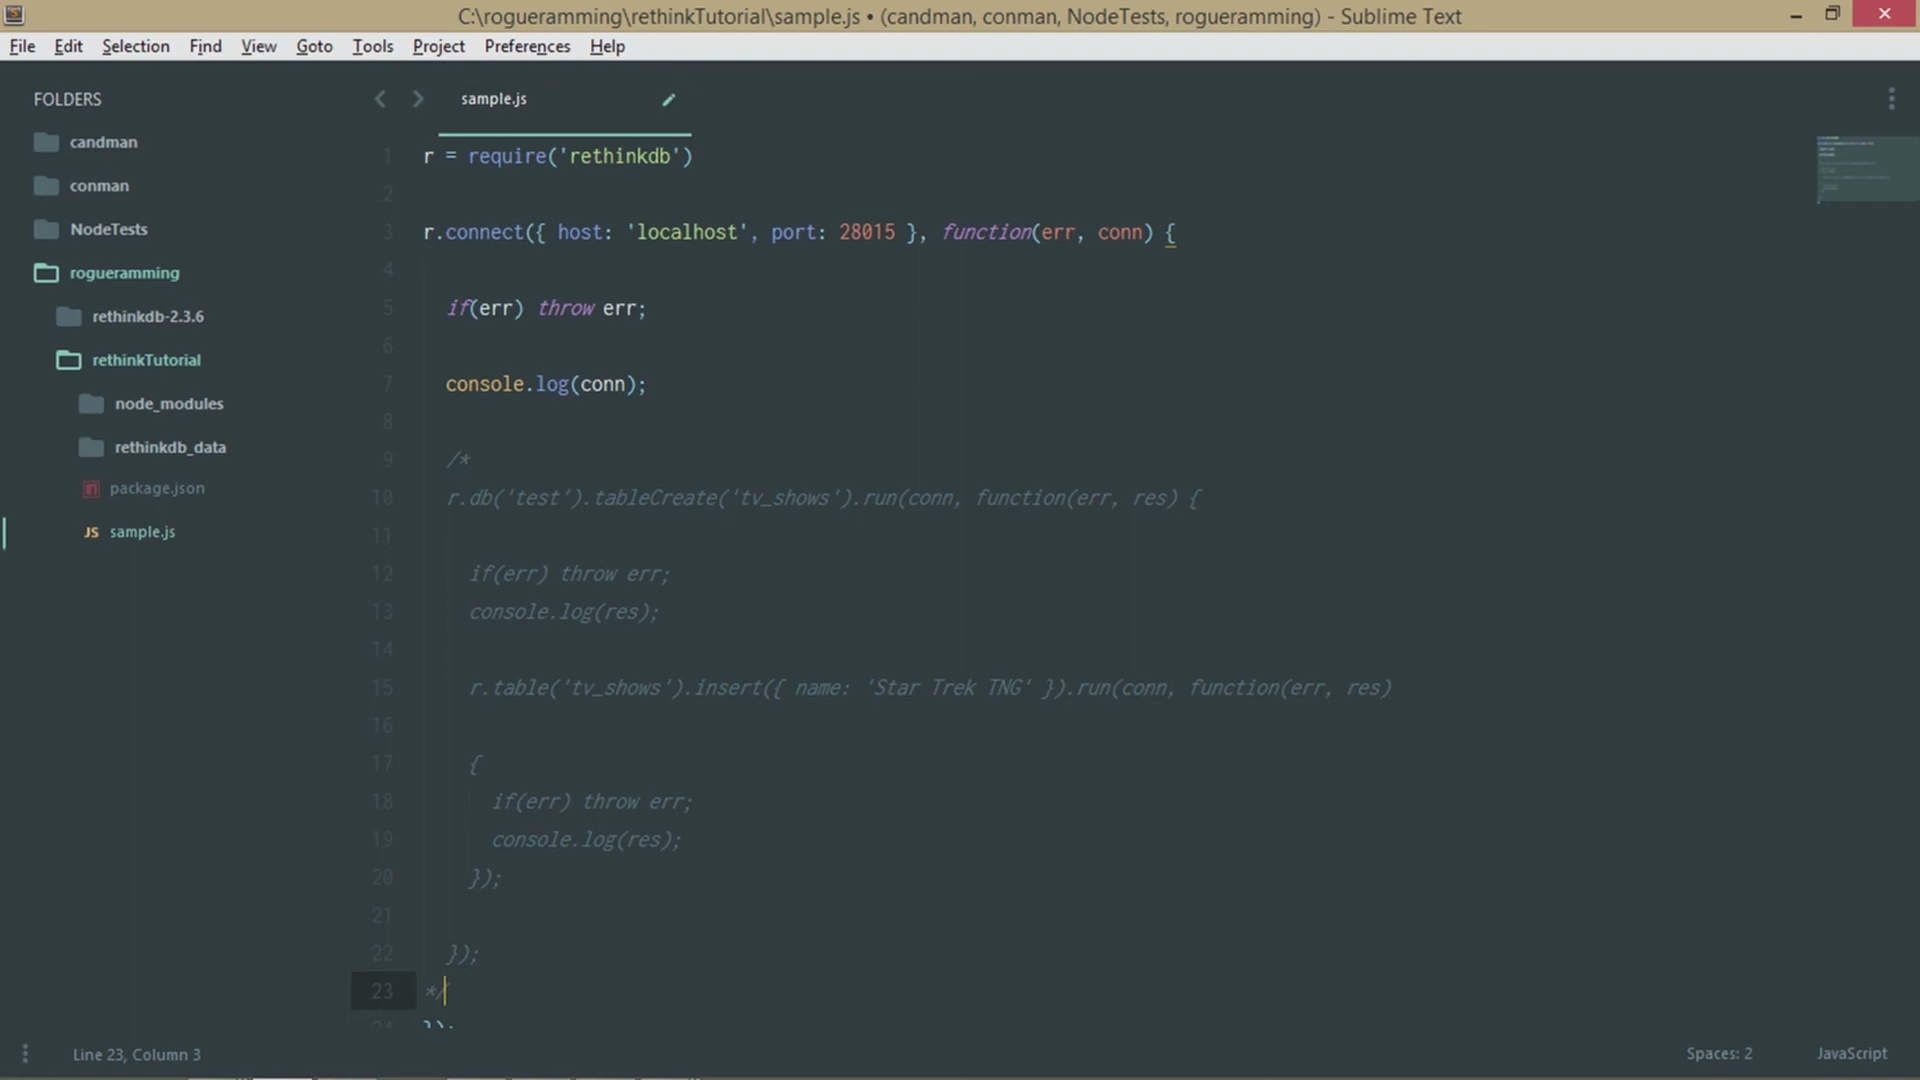 C:\rogueramming\rethinkTutorial\sample.js • (candman, conman, NodeTests, rogueramming) - Sublime Text
File Edit Selection Find View Goto Tools Project Preferences Help
FOLDERS
candman
conman
NodeTests
rogueramming
rethinkdb-2.3.6
rethinkTutorial
node_modules
rethinkdb_data
package.json
JS sample.js
sample.js
1 r = require('rethinkdb')
2
3 r.connect({ host: 'localhost', port: 28015 }, function(err, conn) {
4
5 if(err) throw err;
6
7 console.log(conn);
8
9 /*
10 r.db('test').tableCreate('tv_shows').run(conn, function(err, res) {
11
12 if(err) throw err;
13 console.log(res);
14
15 r.table('tv_shows').insert({ name: 'Star Trek TNG' }).run(conn, function(err, res)
16
17 {
18 if(err) throw err;
19 console.log(res);
20 });
21
22 });
23 */
24 });
Line 23, Column 3
Spaces: 2
JavaScript